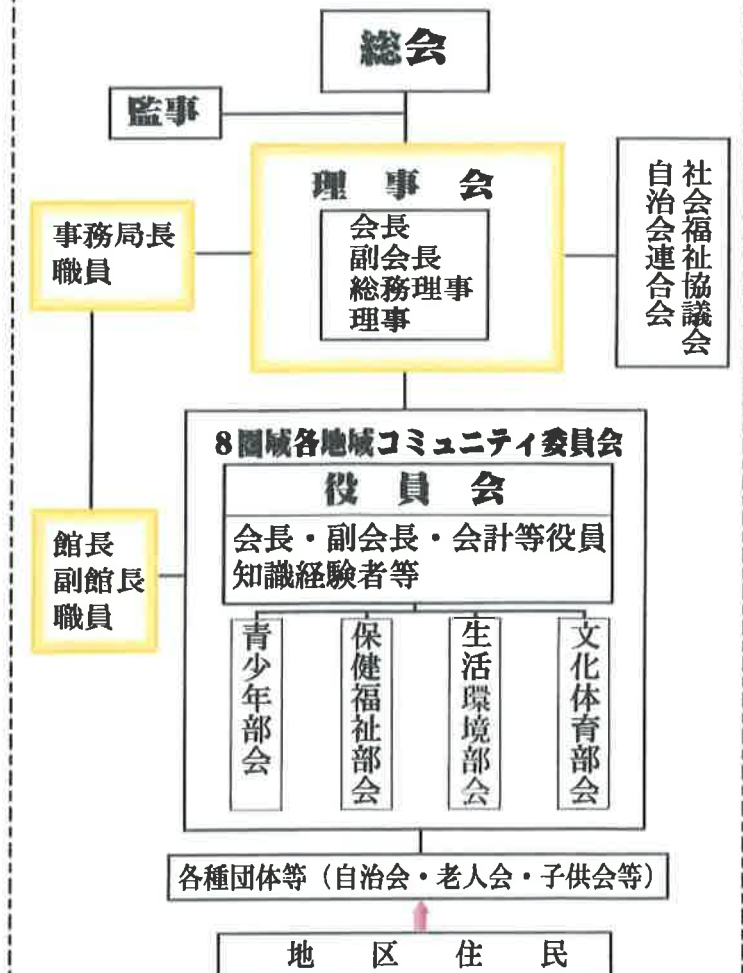 総会
監事
理事会
会長
副会長
総務理事
理事
事務局長
職員
社会福祉協議会
自治会連合会
8圏域各地域コミュニティ委員会
役員会
会長・副会長・会計等役員
知識経験者等
館長
副館長
職員
青少年部会
保健福祉部会
生活環境部会
文化体育部会
各種団体等（自治会・老人会・子供会等）
地区住民